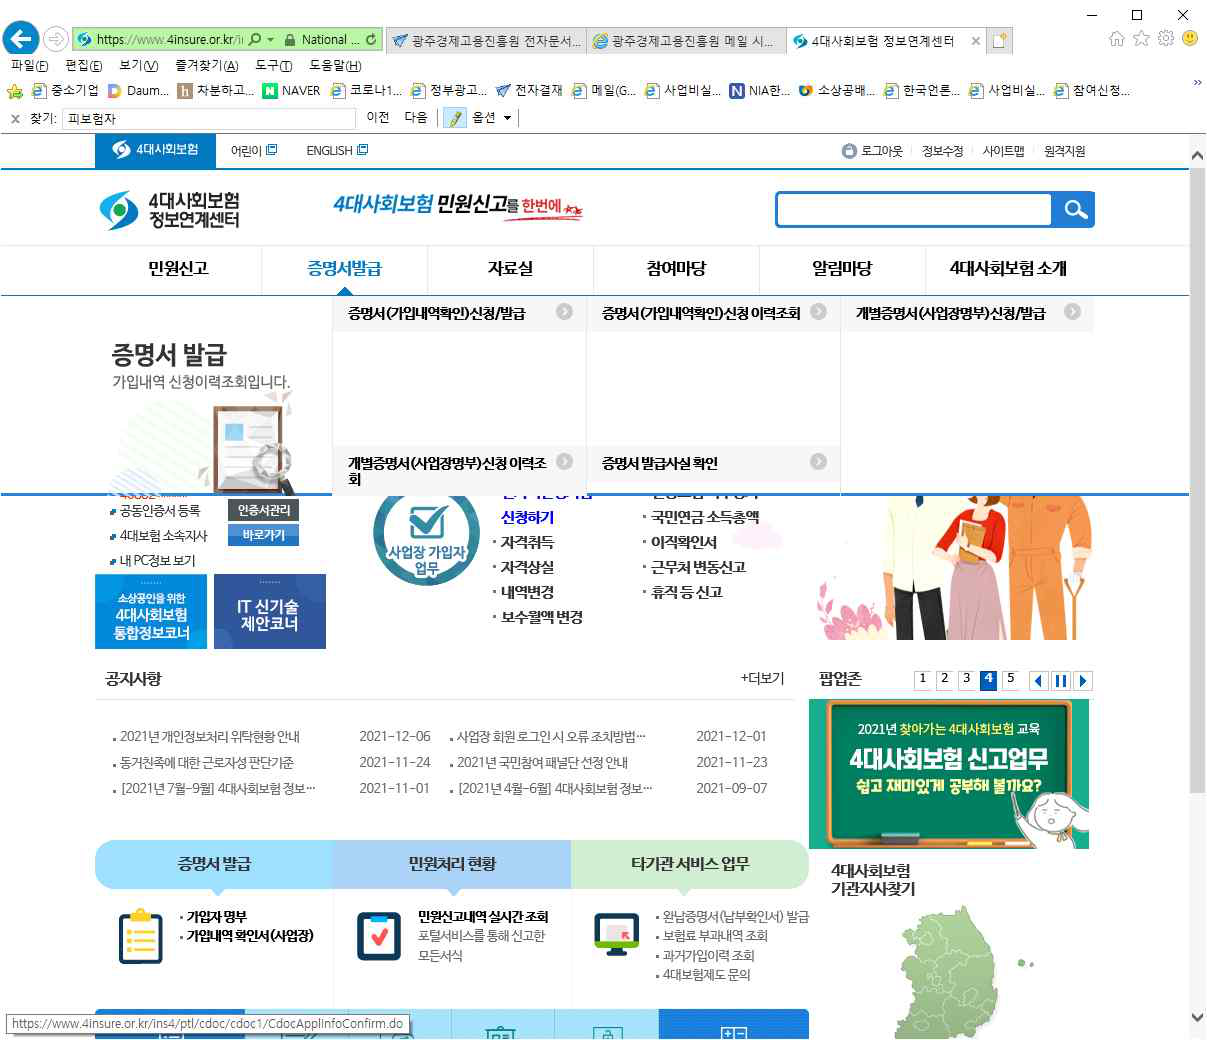 https://www.4insure.or.kr/i
National ...
광주경제고용진흥원 전자문서...
광주경제고용진흥원 메일 시...
4대사회보험 정보연계센터
파일(F) 편집(E) 보기(V) 즐겨찾기(A) 도구(T) 도움말(H)
중소기업 Daum... 차분하고... NAVER 코로나1... 정부광고... 전자결재 메일(G... 사업비실... NIA한... 소상공배... 한국언론... 사업비실... 참여신청...
찾기: 피보험자 이전 다음 옵션
4대사회보험 어린이 ENGLISH 로그아웃 정보수정 사이트맵 원격지원
4대사회보험
정보연계센터
4대사회보험 민원신고를 한번에
민원신고 증명서발급 자료실 참여마당 알림마당 4대사회보험 소개
증명서(가입내역확인)신청/발급 증명서(가입내역확인)신청 이력조회 개별증명서(사업장명부)신청/발급
증명서 발급
가입내역 신청이력조회입니다.
개별증명서(사업장명부)신청 이력조회 증명서 발급사실 확인
공동인증서 등록 인증서관리
4대보험 소속지사 바로가기
내 PC정보 보기
소상공인을 위한
4대사회보험
통합정보코너
IT 신기술
제안코너
사업장 가입자
업무
신청하기
자격취득
자격상실
내역변경
보수월액 변경
국민연금 소득총액
이직확인서
근무처 변동신고
휴직 등 신고
공지사항 +더보기
2021년 개인정보처리 위탁현황 안내 2021-12-06 사업장 회원 로그인 시 오류 조치방법··· 2021-12-01
동거친족에 대한 근로자성 판단기준 2021-11-24 2021년 국민참여 패널단 선정 안내 2021-11-23
[2021년 7월-9월] 4대사회보험 정보··· 2021-11-01 [2021년 4월-6월] 4대사회보험 정보··· 2021-09-07
팝업존 1 2 3 4 5
2021년 찾아가는 4대사회보험 교육
4대사회보험 신고업무
쉽고 재미있게 공부해 볼까요?
증명서 발급 민원처리 현황 타기관 서비스 업무
가입자 명부
가입내역 확인서(사업장)
민원신고내역 실시간 조회
포털서비스를 통해 신고한
모든서식
완납증명서(납부확인서) 발급
보험료 부과내역 조회
과거가입이력 조회
4대보험제도 문의
4대사회보험
기관지사찾기
https://www.4insure.or.kr/ins4/ptl/cdoc/cdoc1/CdocApplInfoConfirm.do